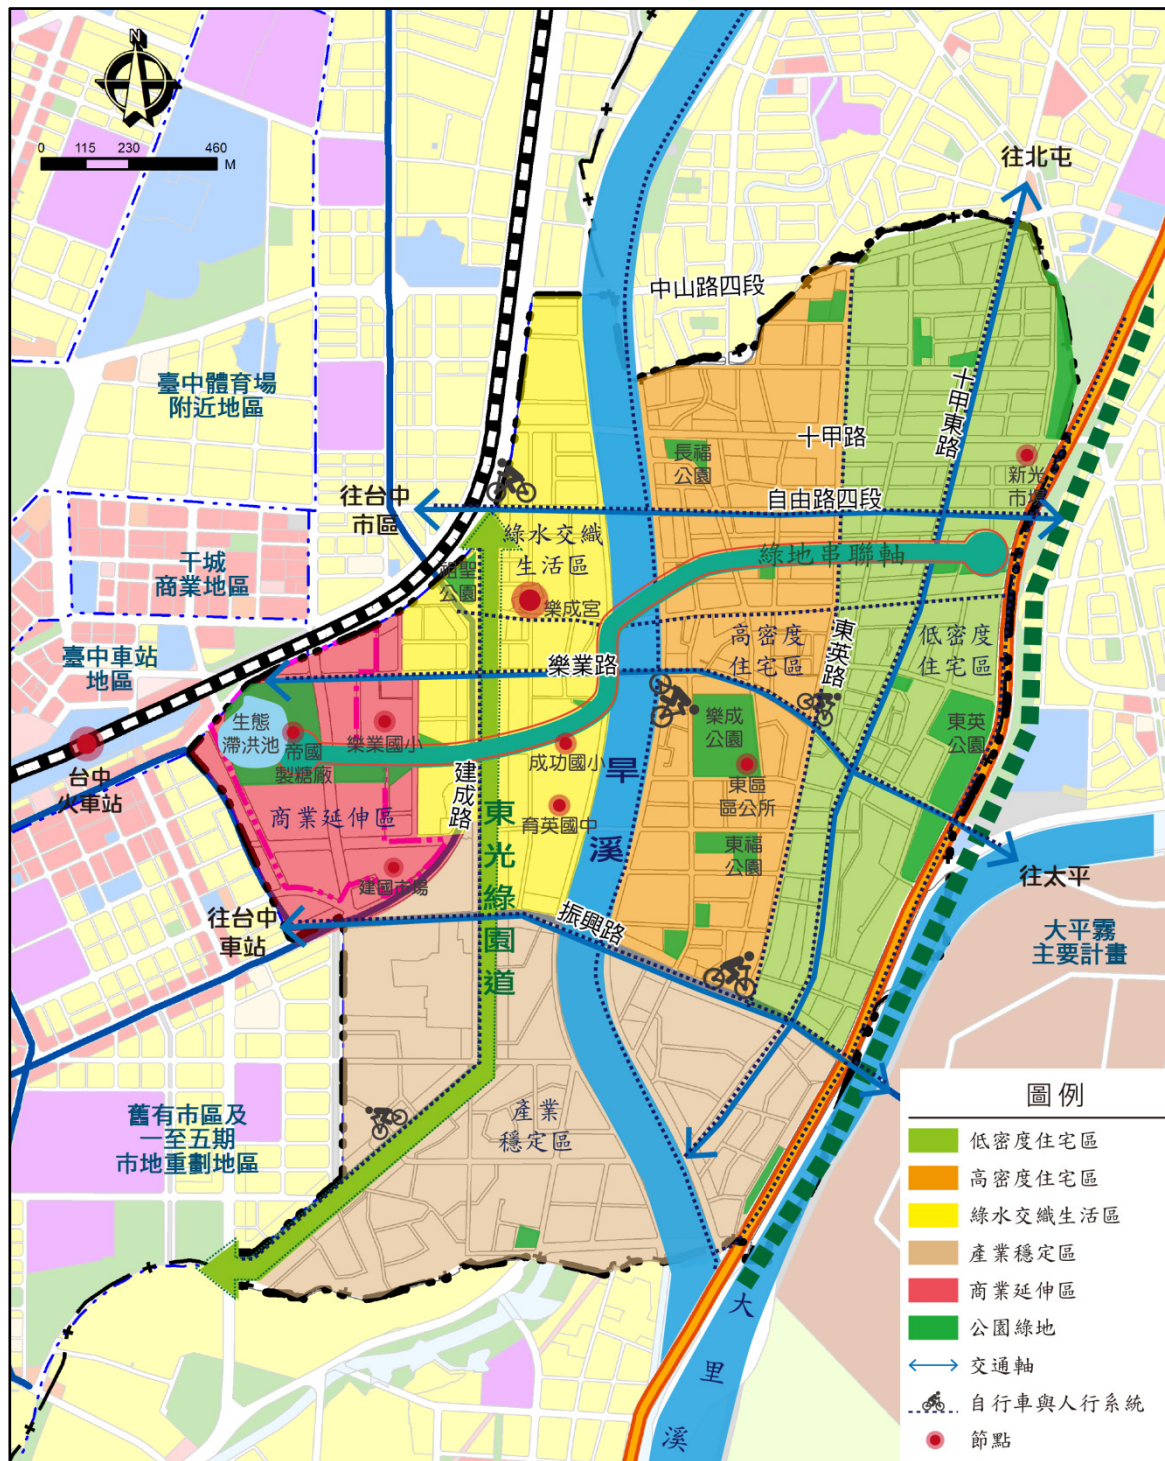 N
0 115 230 460
M
往北屯
中山路四段
臺中體育場
附近地區
十甲東路
十甲路
長福
公園
新光
市場
往台中
市區
自由路四段
綠水交織
生活區
綠地串聯軸
干城
商業地區
祖聖
公園
樂成宮
高密度
住宅區
東英路
低密度
住宅區
臺中車站
地區
樂業路
生態
滯洪池
帝國
製糖廠
樂業國小
樂成
公園
東英
公園
台中
火車站
建成路
成功國小
旱溪
東區
區公所
商業延伸區
東光綠園道
育英國中
東福
公園
建國市場
往太平
往台中
車站
振興路
大平霧
主要計畫
舊有市區及
一至五期
市地重劃地區
產業
穩定區
大里溪
圖例
低密度住宅區
高密度住宅區
綠水交織生活區
產業穩定區
商業延伸區
公園綠地
交通軸
自行車與人行系統
節點